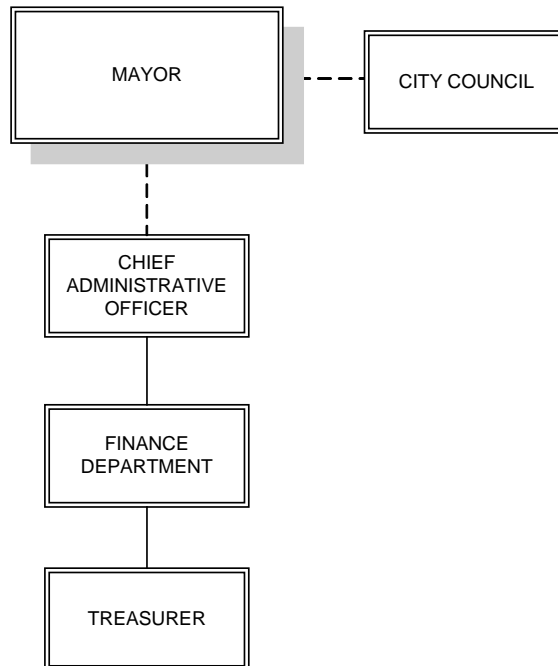 MAYOR
CITY COUNCIL
CHIEF
ADMINISTRATIVE
OFFICER
FINANCE
DEPARTMENT
TREASURER